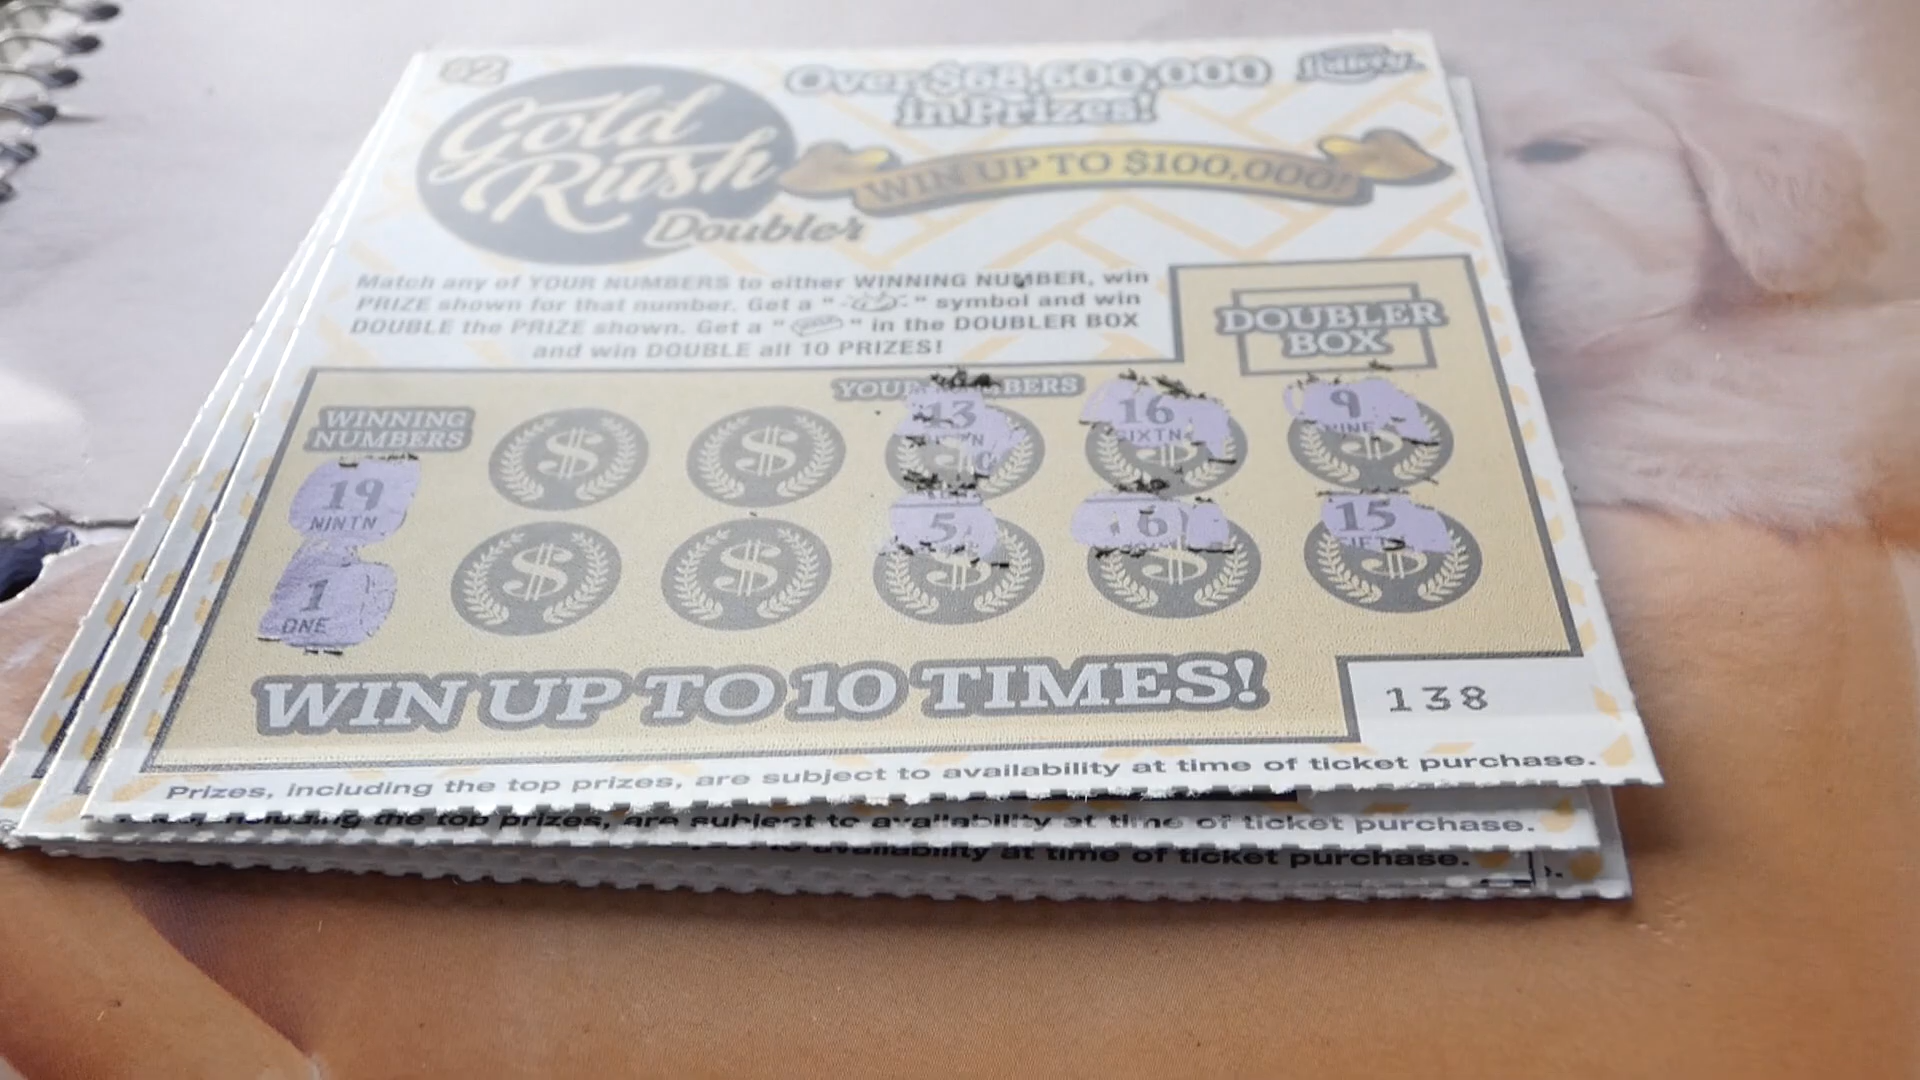 $2
Gold
Rush
Doubler
Over $68,600,000
in Prizes!
Lottery
WIN UP TO $100,000!
Match any of YOUR NUMBERS to either WINNING NUMBER, win
PRIZE shown for that number. Get a " " symbol and win
DOUBLE the PRIZE shown. Get a " " in the DOUBLER BOX
and win DOUBLE all 10 PRIZES!
DOUBLER
BOX
WINNING
NUMBERS
19
NINTN
1
ONE
13
16
SIXTN
9
NINE
5
6
15
WIN UP TO 10 TIMES!
138
Prizes, including the top prizes, are subject to availability at time of ticket purchase.
including the top prizes, are subject to availability at time of ticket purchase.
availability at time of ticket purchase.